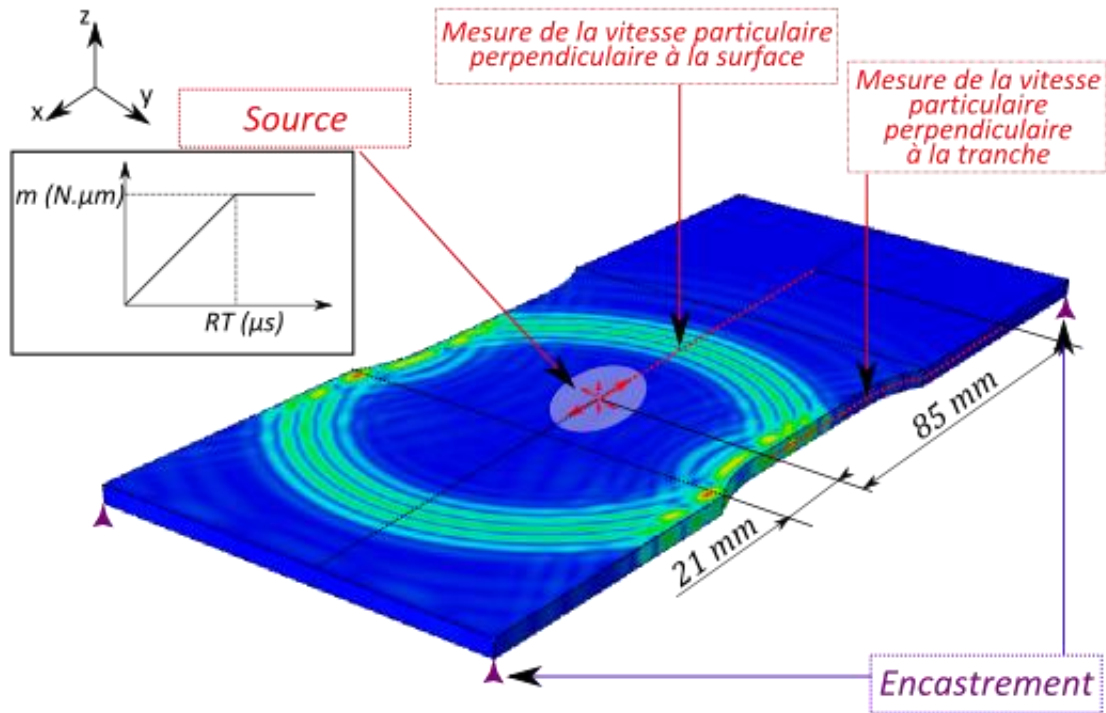 z
x
y
Source
Mesure de la vitesse particulaire
perpendiculaire à la surface
Mesure de la vitesse
particulaire
perpendiculaire
à la tranche
m (N.μm)
RT (μs)
85 mm
21 mm
Encastrement